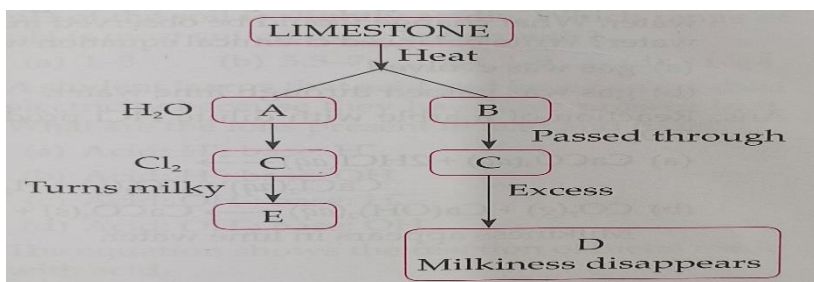 LIMESTONE
Heat
H₂O A B
Passed through
Cl₂ C C
Turns milky Excess
E
D
Milkiness disappears